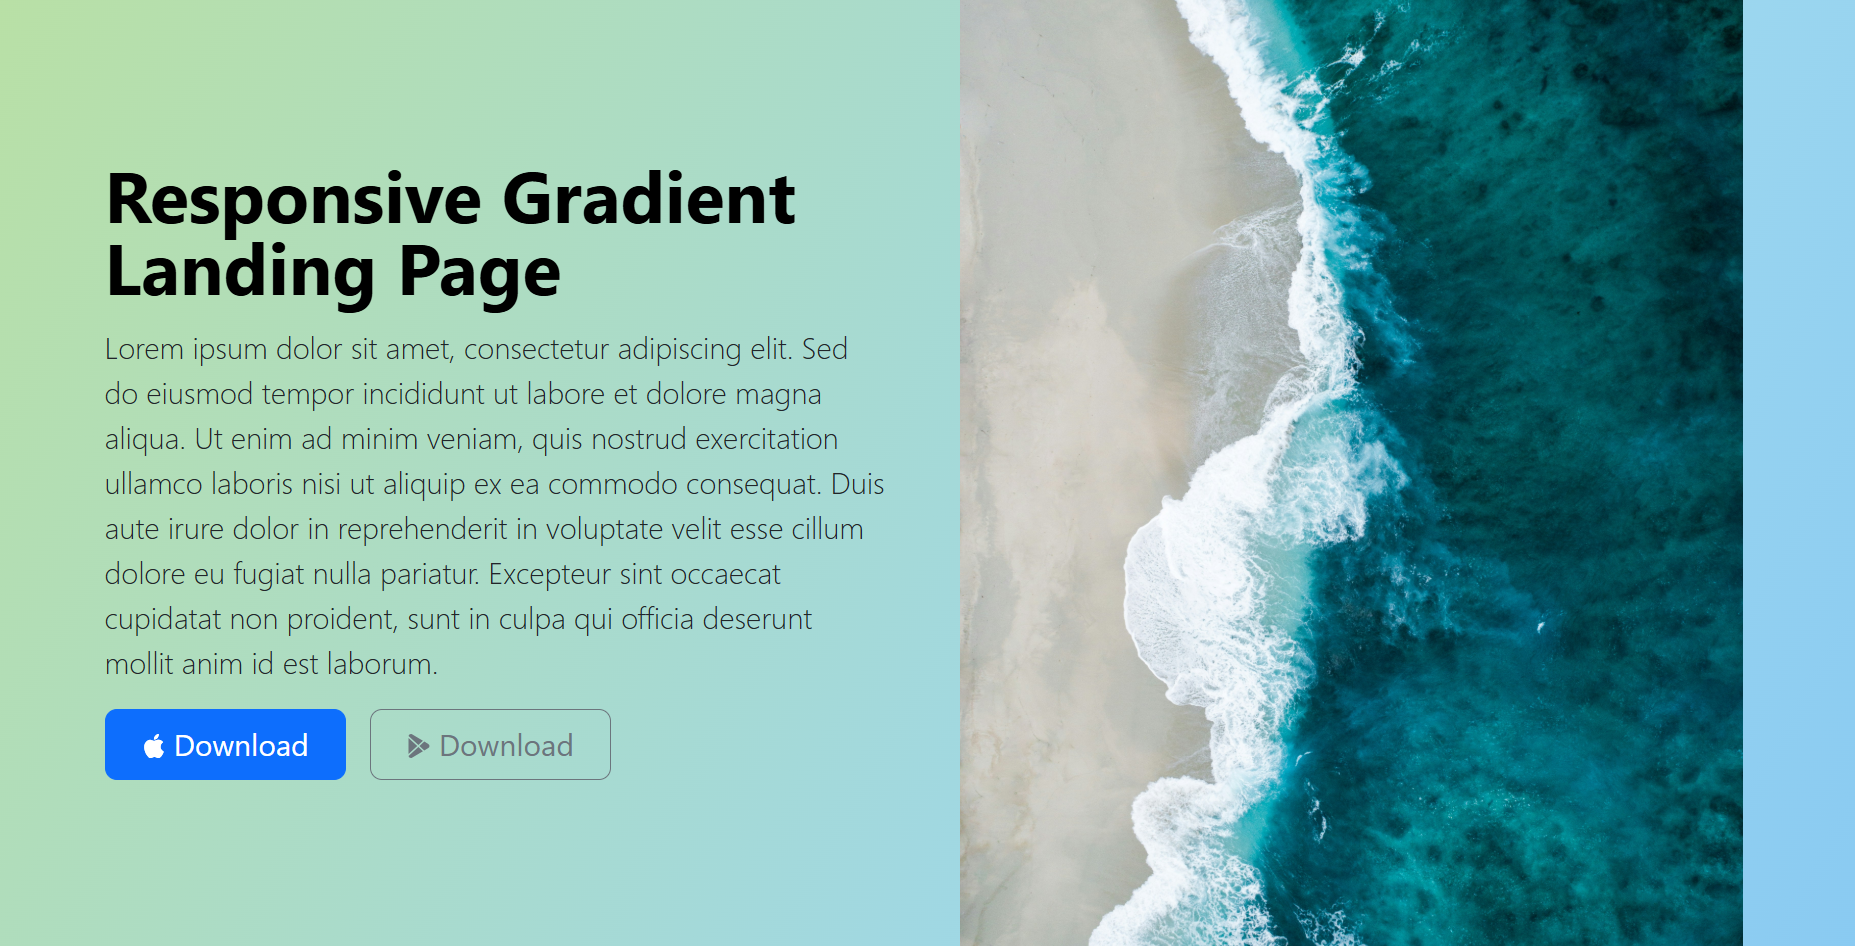 Responsive Gradient
Landing Page
Lorem ipsum dolor sit amet, consectetur adipiscing elit. Sed
do eiusmod tempor incididunt ut labore et dolore magna
aliqua. Ut enim ad minim veniam, quis nostrud exercitation
ullamco laboris nisi ut aliquip ex ea commodo consequat. Duis
aute irure dolor in reprehenderit in voluptate velit esse cillum
dolore eu fugiat nulla pariatur. Excepteur sint occaecat
cupidatat non proident, sunt in culpa qui officia deserunt
mollit anim id est laborum.
Download
Download